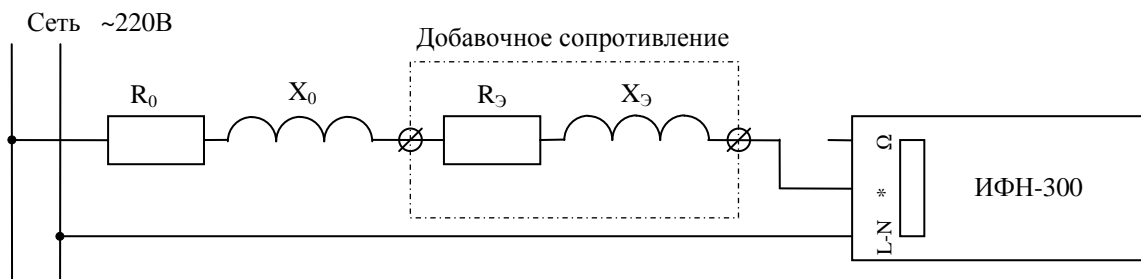 Сеть ~220В
Добавочное сопротивление
R₀ X₀ Rэ Xэ
Ω
*
L-N
ИФН-300